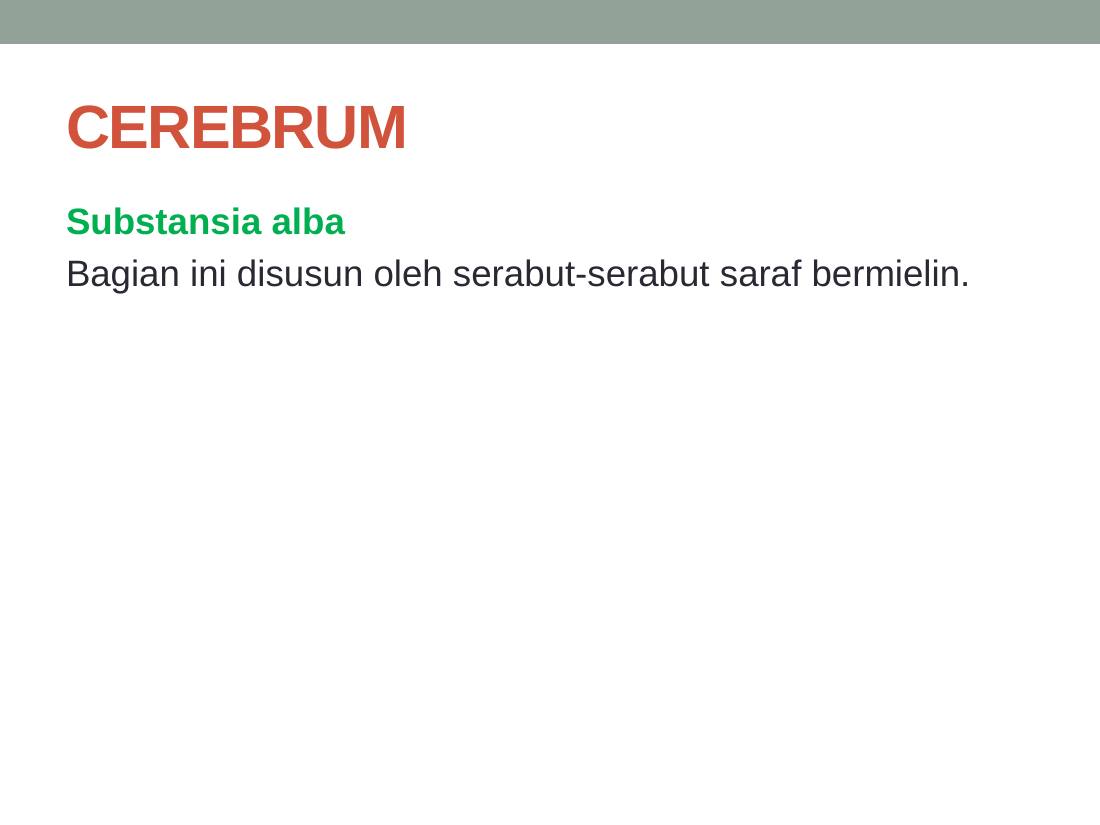 CEREBRUM
Substansia alba
Bagian ini disusun oleh serabut-serabut saraf bermielin.